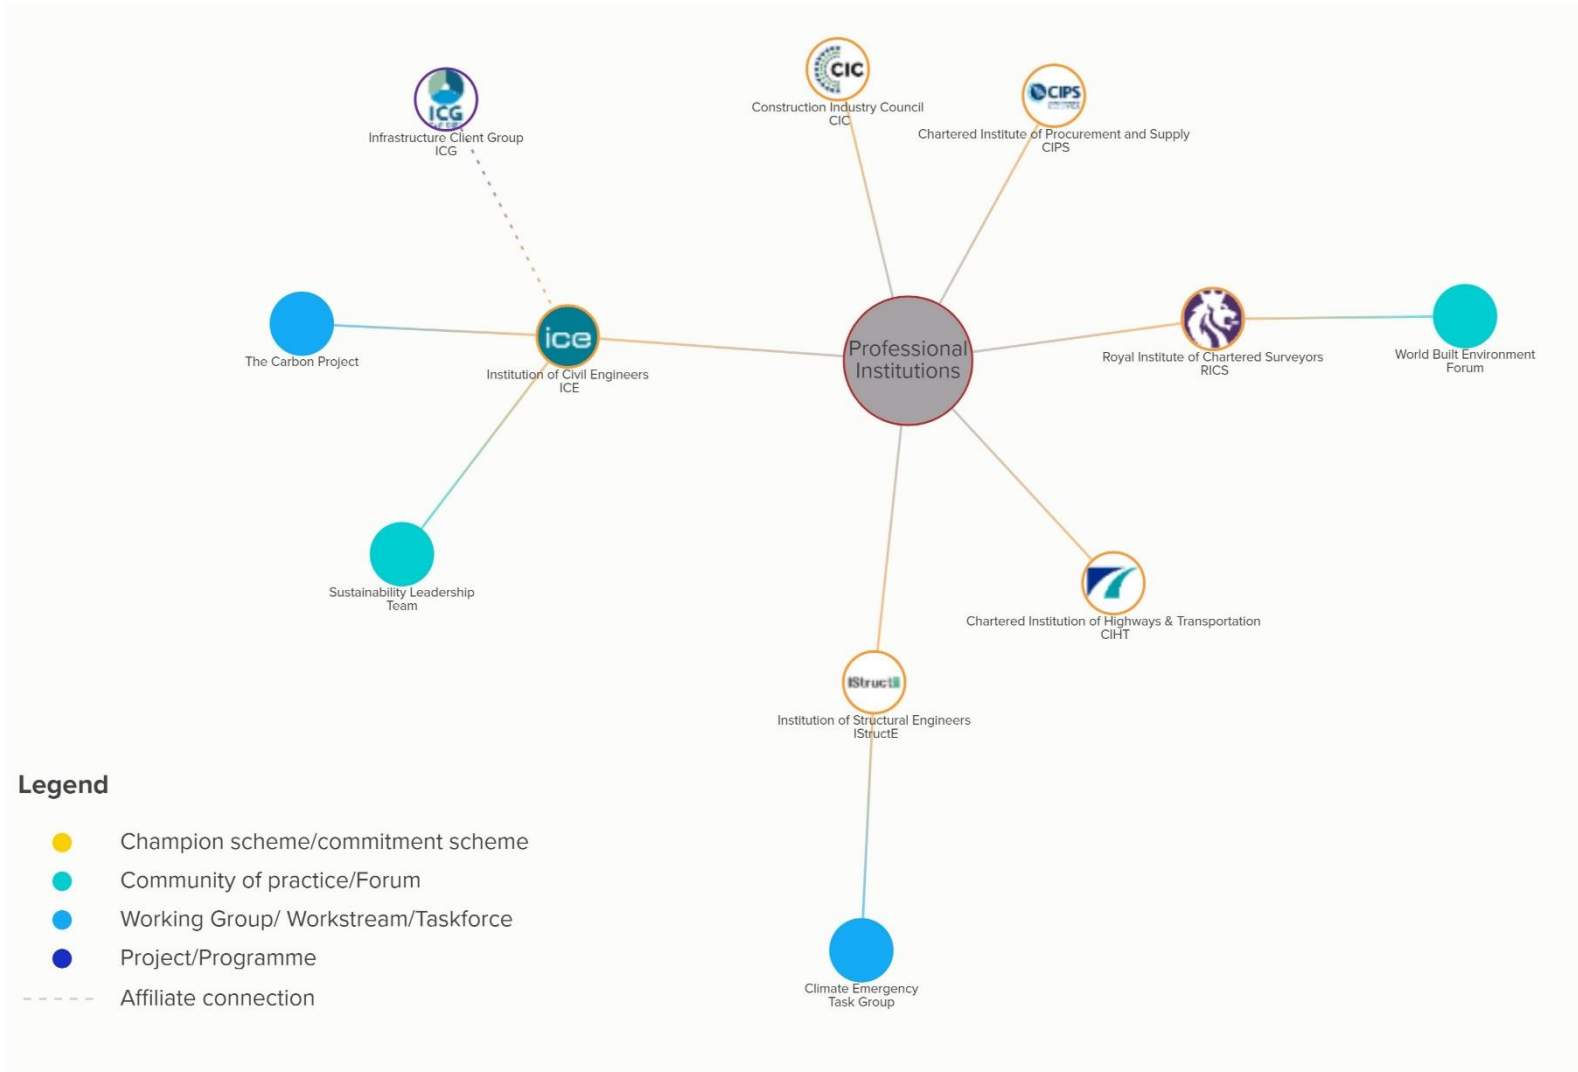 CIC
Construction Industry Council
CIC
CIPS
Chartered Institute of Procurement and Supply
CIPS
ICG
Infrastructure Client Group
ICG
The Carbon Project
ice
Institution of Civil Engineers
ICE
Professional
Institutions
Royal Institute of Chartered Surveyors
RICS
World Built Environment
Forum
Sustainability Leadership
Team
Chartered Institution of Highways & Transportation
CIHT
IStructE
Institution of Structural Engineers
IStructE
Climate Emergency
Task Group
Legend
Champion scheme/commitment scheme
Community of practice/Forum
Working Group/ Workstream/Taskforce
Project/Programme
Affiliate connection